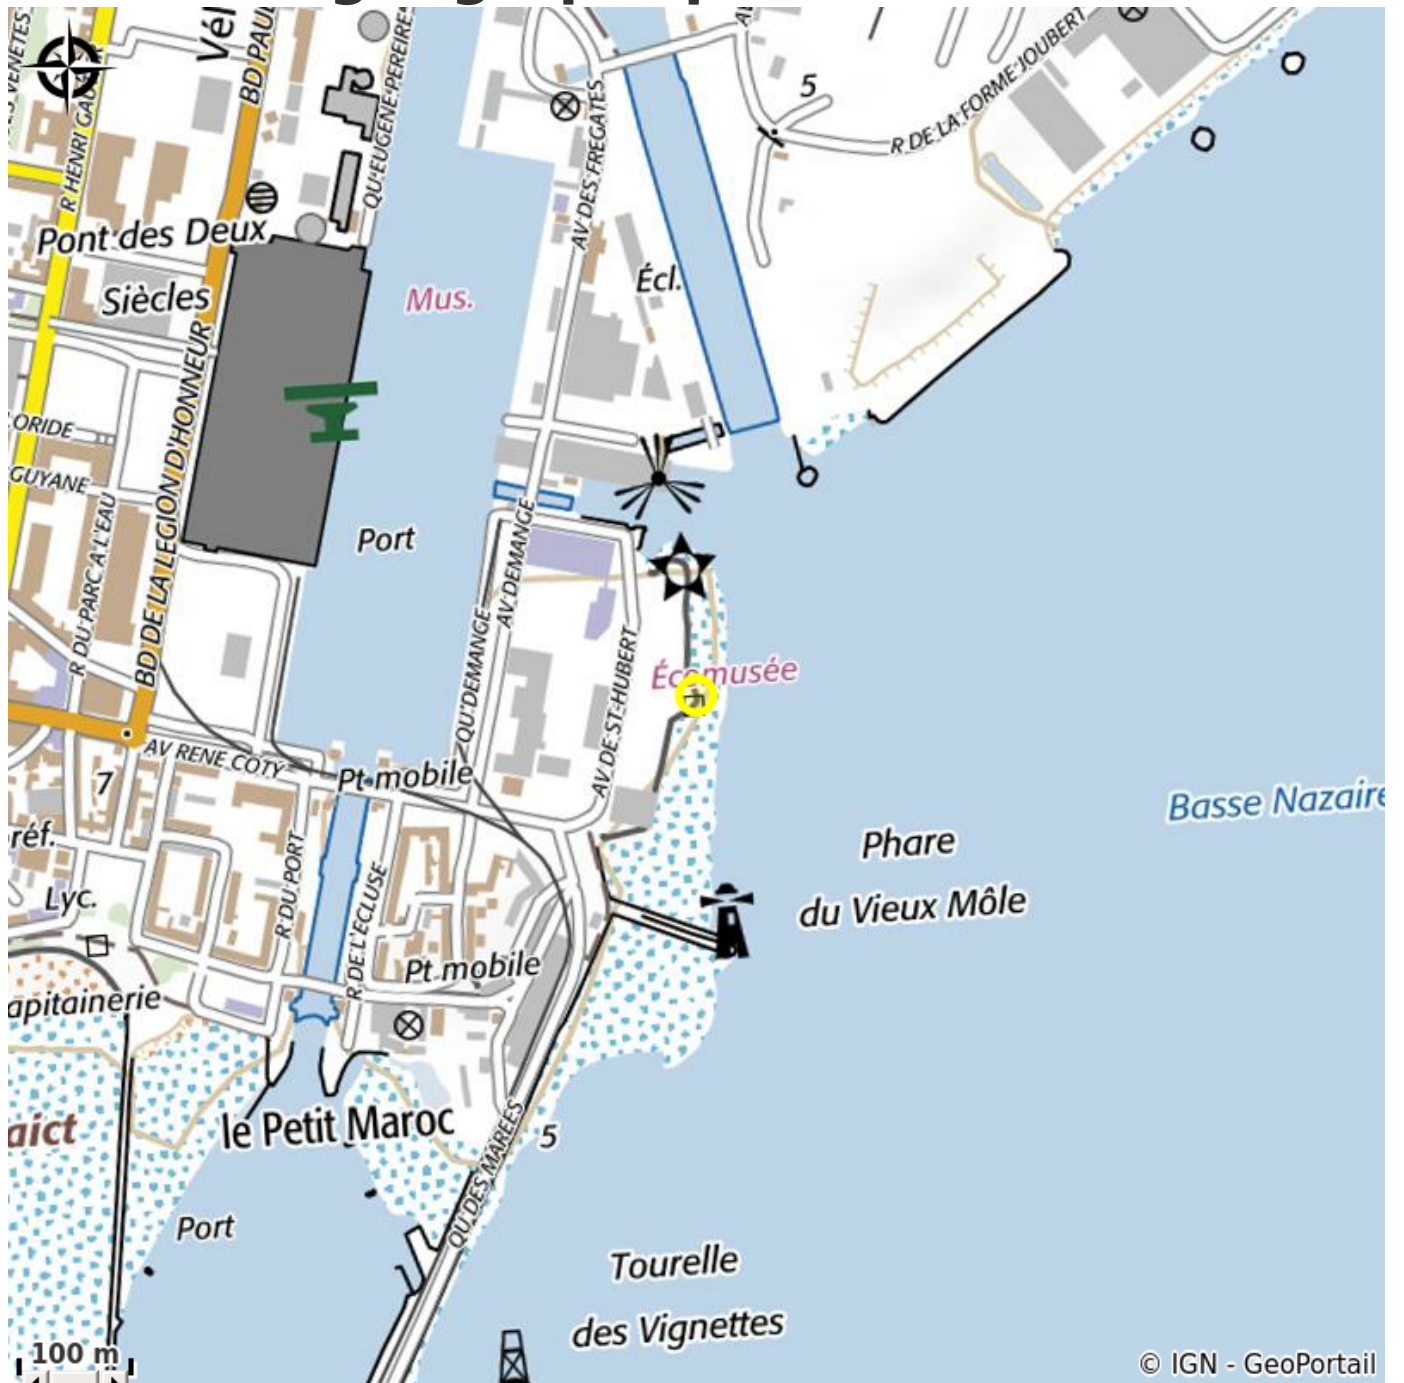 R HENRI GAU
BD PAUL
QU EUGENE PEREIRE
AV DES FREGATES
5
R DE LA FORME JOUBERT
Pont des Deux
Siècles
Mus.
Écl.
BD DE LA LEGION D'HONNEUR
ORIDE
GUYANE
R DU PARC A L'EAU
Port
AV DEMANGE
QU DEMANGE
AV DE ST-HUBERT
Écomusée
AV RENE COTY
Pt mobile
7
Basse Nazaire
réf.
Phare
du Vieux Môle
Lyc.
R DU PORT
R DE L'ECLUSE
Pt mobile
apitainerie
le Petit Maroc
5
aict
QU DES MAREES
Port
Tourelle
des Vignettes
100 m
© IGN - GeoPortail